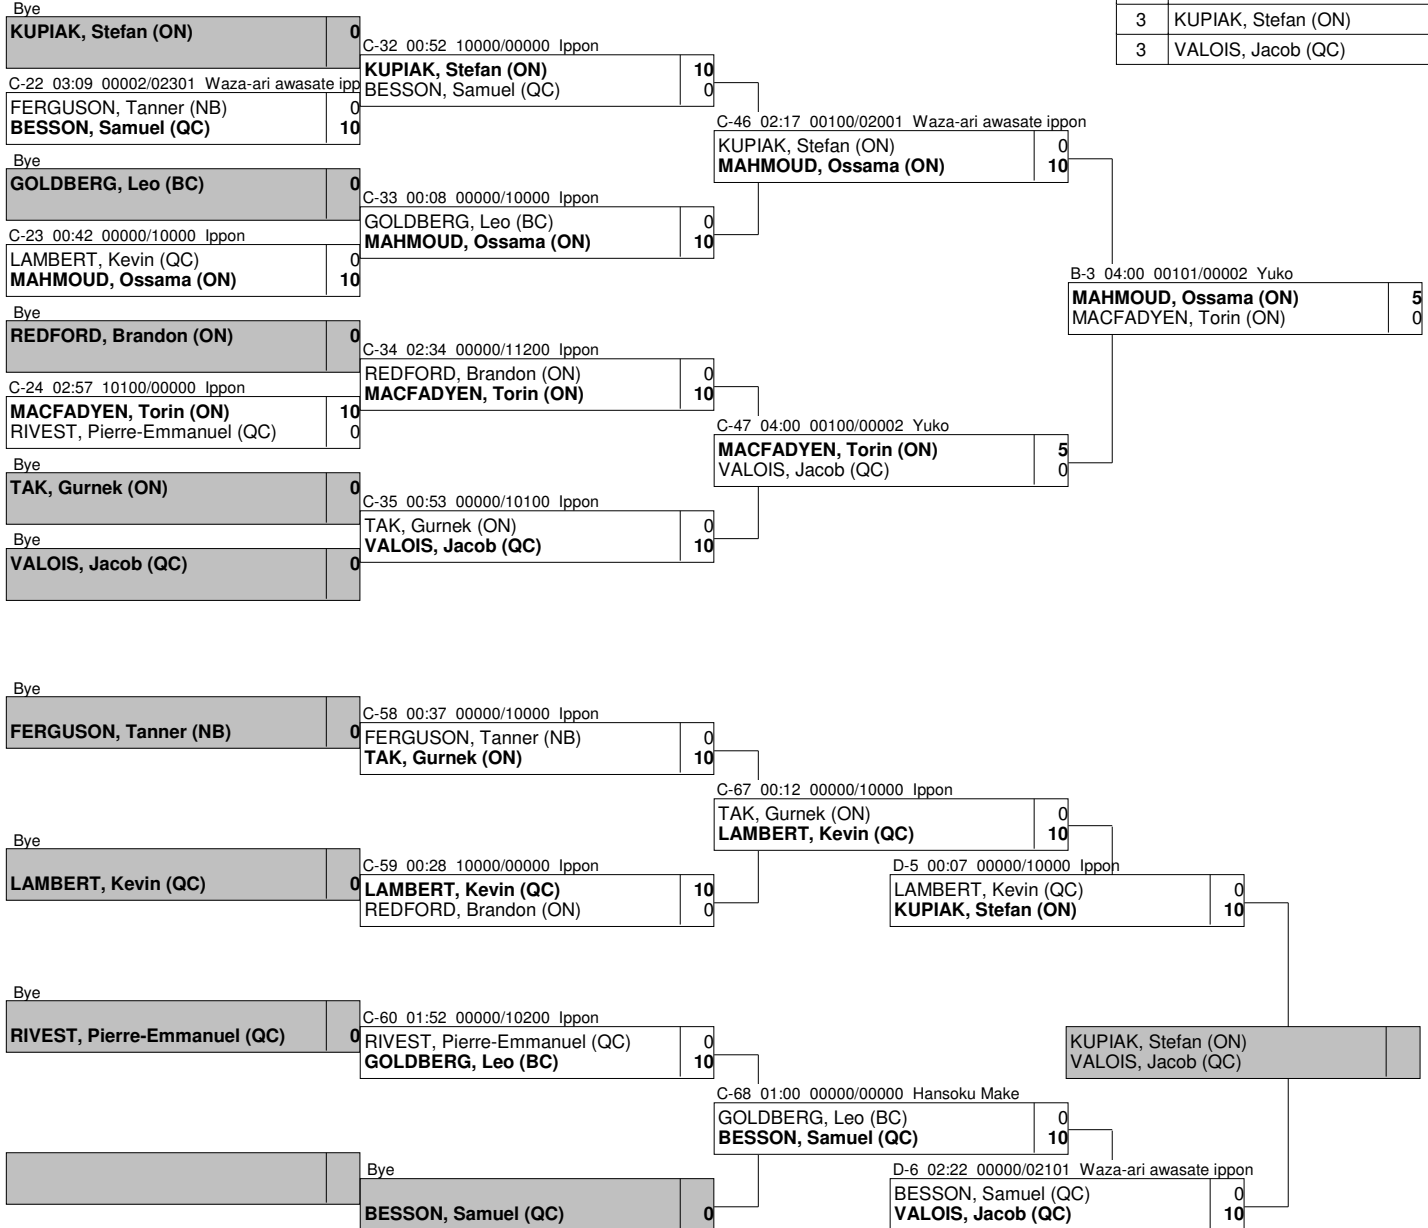 3 KUPIAK, Stefan (ON)
3 VALOIS, Jacob (QC)
Bye
KUPIAK, Stefan (ON) 0
C-22 03:09 00002/02301 Waza-ari awasate ipp
FERGUSON, Tanner (NB) 0
BESSON, Samuel (QC) 10
Bye
GOLDBERG, Leo (BC) 0
C-23 00:42 00000/10000 Ippon
LAMBERT, Kevin (QC) 0
MAHMOUD, Ossama (ON) 10
Bye
REDFORD, Brandon (ON) 0
C-24 02:57 10100/00000 Ippon
MACFADYEN, Torin (ON) 10
RIVEST, Pierre-Emmanuel (QC) 0
Bye
TAK, Gurnek (ON) 0
Bye
VALOIS, Jacob (QC) 0
C-32 00:52 10000/00000 Ippon
KUPIAK, Stefan (ON) 10
BESSON, Samuel (QC) 0
C-33 00:08 00000/10000 Ippon
GOLDBERG, Leo (BC) 0
MAHMOUD, Ossama (ON) 10
C-34 02:34 00000/11200 Ippon
REDFORD, Brandon (ON) 0
MACFADYEN, Torin (ON) 10
C-35 00:53 00000/10100 Ippon
TAK, Gurnek (ON) 0
VALOIS, Jacob (QC) 10
C-46 02:17 00100/02001 Waza-ari awasate ippon
KUPIAK, Stefan (ON) 0
MAHMOUD, Ossama (ON) 10
C-47 04:00 00100/00002 Yuko
MACFADYEN, Torin (ON) 5
VALOIS, Jacob (QC) 0
B-3 04:00 00101/00002 Yuko
MAHMOUD, Ossama (ON) 5
MACFADYEN, Torin (ON) 0
Bye
FERGUSON, Tanner (NB) 0
Bye
LAMBERT, Kevin (QC) 0
Bye
RIVEST, Pierre-Emmanuel (QC) 0
C-58 00:37 00000/10000 Ippon
FERGUSON, Tanner (NB) 0
TAK, Gurnek (ON) 10
C-59 00:28 10000/00000 Ippon
LAMBERT, Kevin (QC) 10
REDFORD, Brandon (ON) 0
C-60 01:52 00000/10200 Ippon
RIVEST, Pierre-Emmanuel (QC) 0
GOLDBERG, Leo (BC) 10
Bye
BESSON, Samuel (QC) 0
C-67 00:12 00000/10000 Ippon
TAK, Gurnek (ON) 0
LAMBERT, Kevin (QC) 10
C-68 01:00 00000/00000 Hansoku Make
GOLDBERG, Leo (BC) 0
BESSON, Samuel (QC) 10
D-5 00:07 00000/10000 Ippon
LAMBERT, Kevin (QC) 0
KUPIAK, Stefan (ON) 10
D-6 02:22 00000/02101 Waza-ari awasate ippon
BESSON, Samuel (QC) 0
VALOIS, Jacob (QC) 10
KUPIAK, Stefan (ON)
VALOIS, Jacob (QC)